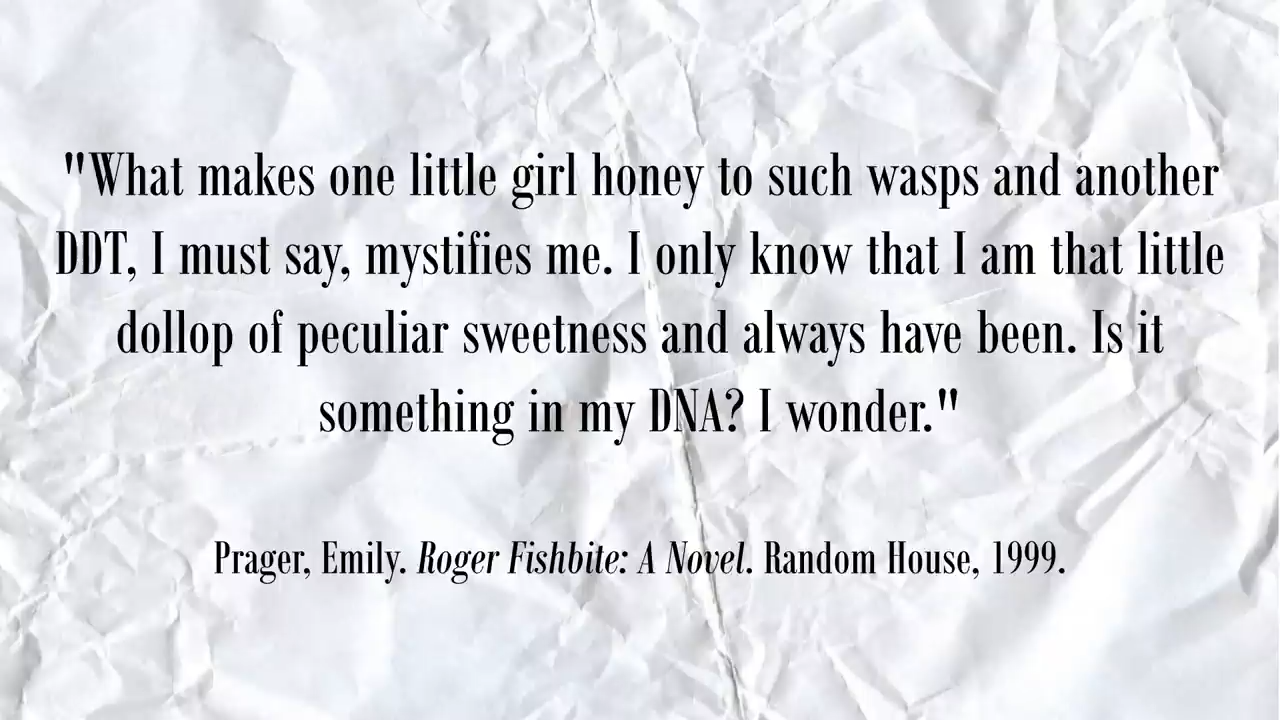 "What makes one little girl honey to such wasps and another
DDT, I must say, mystifies me. I only know that I am that little
dollop of peculiar sweetness and always have been. Is it
something in my DNA? I wonder."
Prager, Emily. Roger Fishbite: A Novel. Random House, 1999.